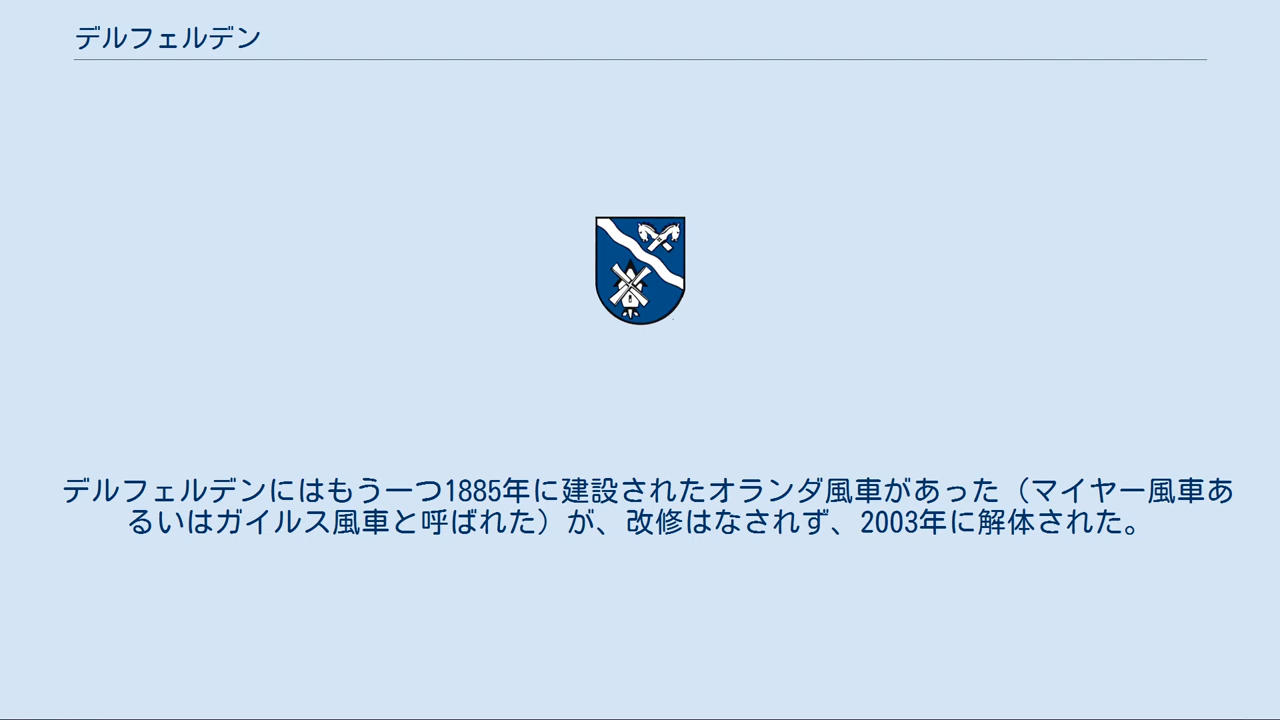 デルフェルデン
デルフェルデンにはもう一つ1885年に建設されたオランダ風車があった（マイヤー風車あ
るいはガイルス風車と呼ばれた）が、改修はなされず、2003年に解体された。